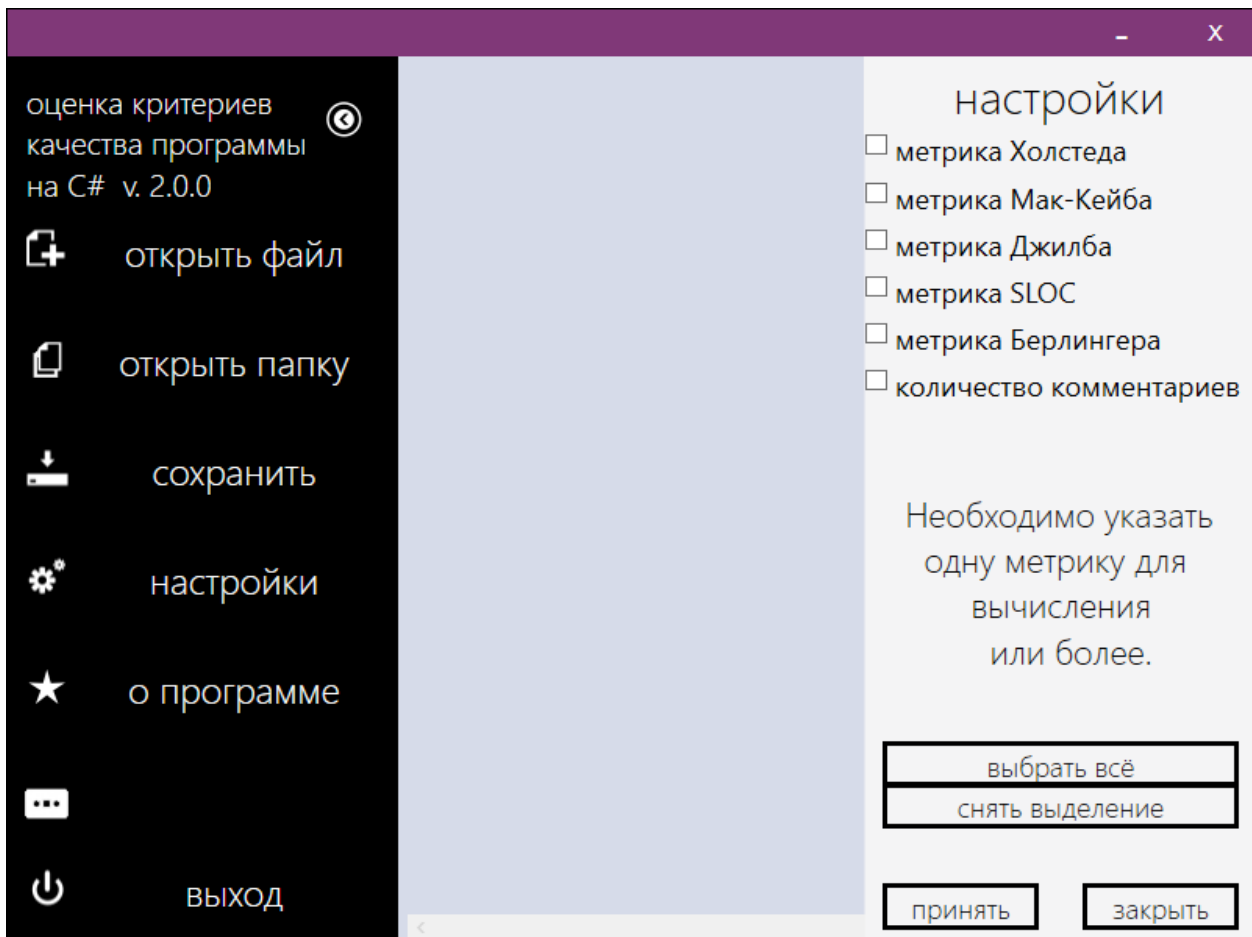 - X
оценка критериев
качества программы
на C# v. 2.0.0
открыть файл
открыть папку
сохранить
настройки
о программе
выход
настройки
метрика Холстеда
метрика Мак-Кейба
метрика Джилба
метрика SLOC
метрика Берлингера
количество комментариев
Необходимо указать
одну метрику для
вычисления
или более.
выбрать всё
снять выделение
принять
закрыть